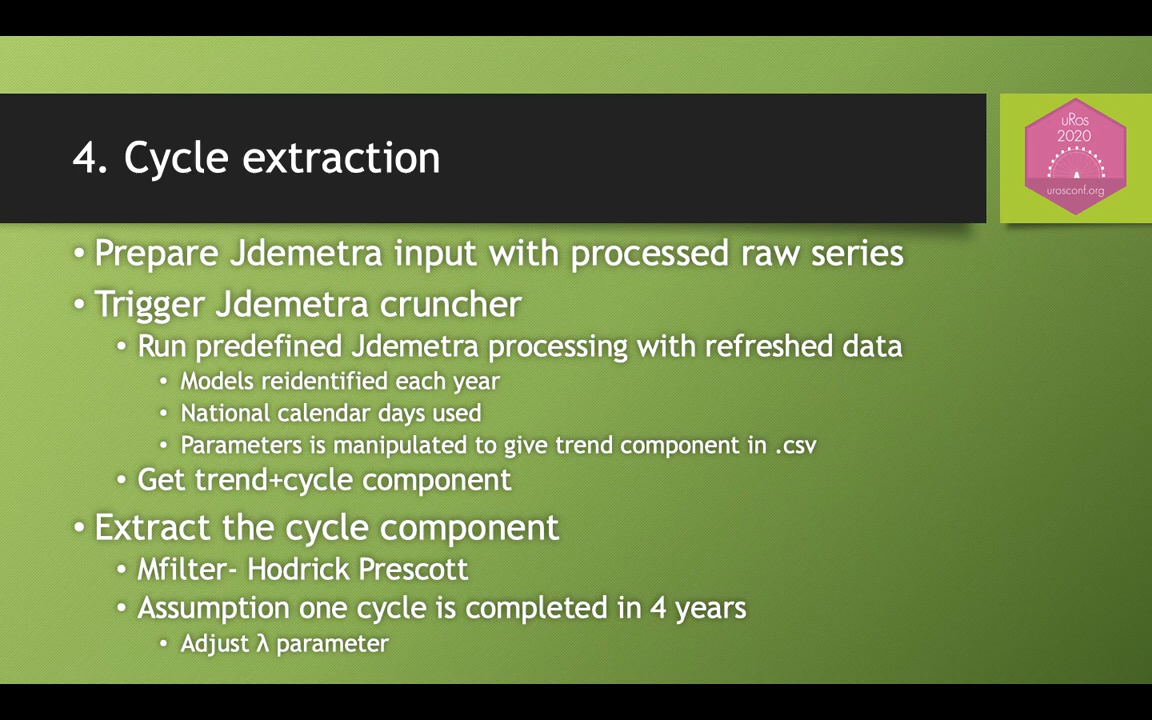 4. Cycle extraction
uRos
2020
urosconf.org
• Prepare Jdemetra input with processed raw series
• Trigger Jdemetra cruncher
• Run predefined Jdemetra processing with refreshed data
• Models reidentified each year
• National calendar days used
• Parameters is manipulated to give trend component in .csv
• Get trend+cycle component
• Extract the cycle component
• Mfilter- Hodrick Prescott
• Assumption one cycle is completed in 4 years
• Adjust λ parameter